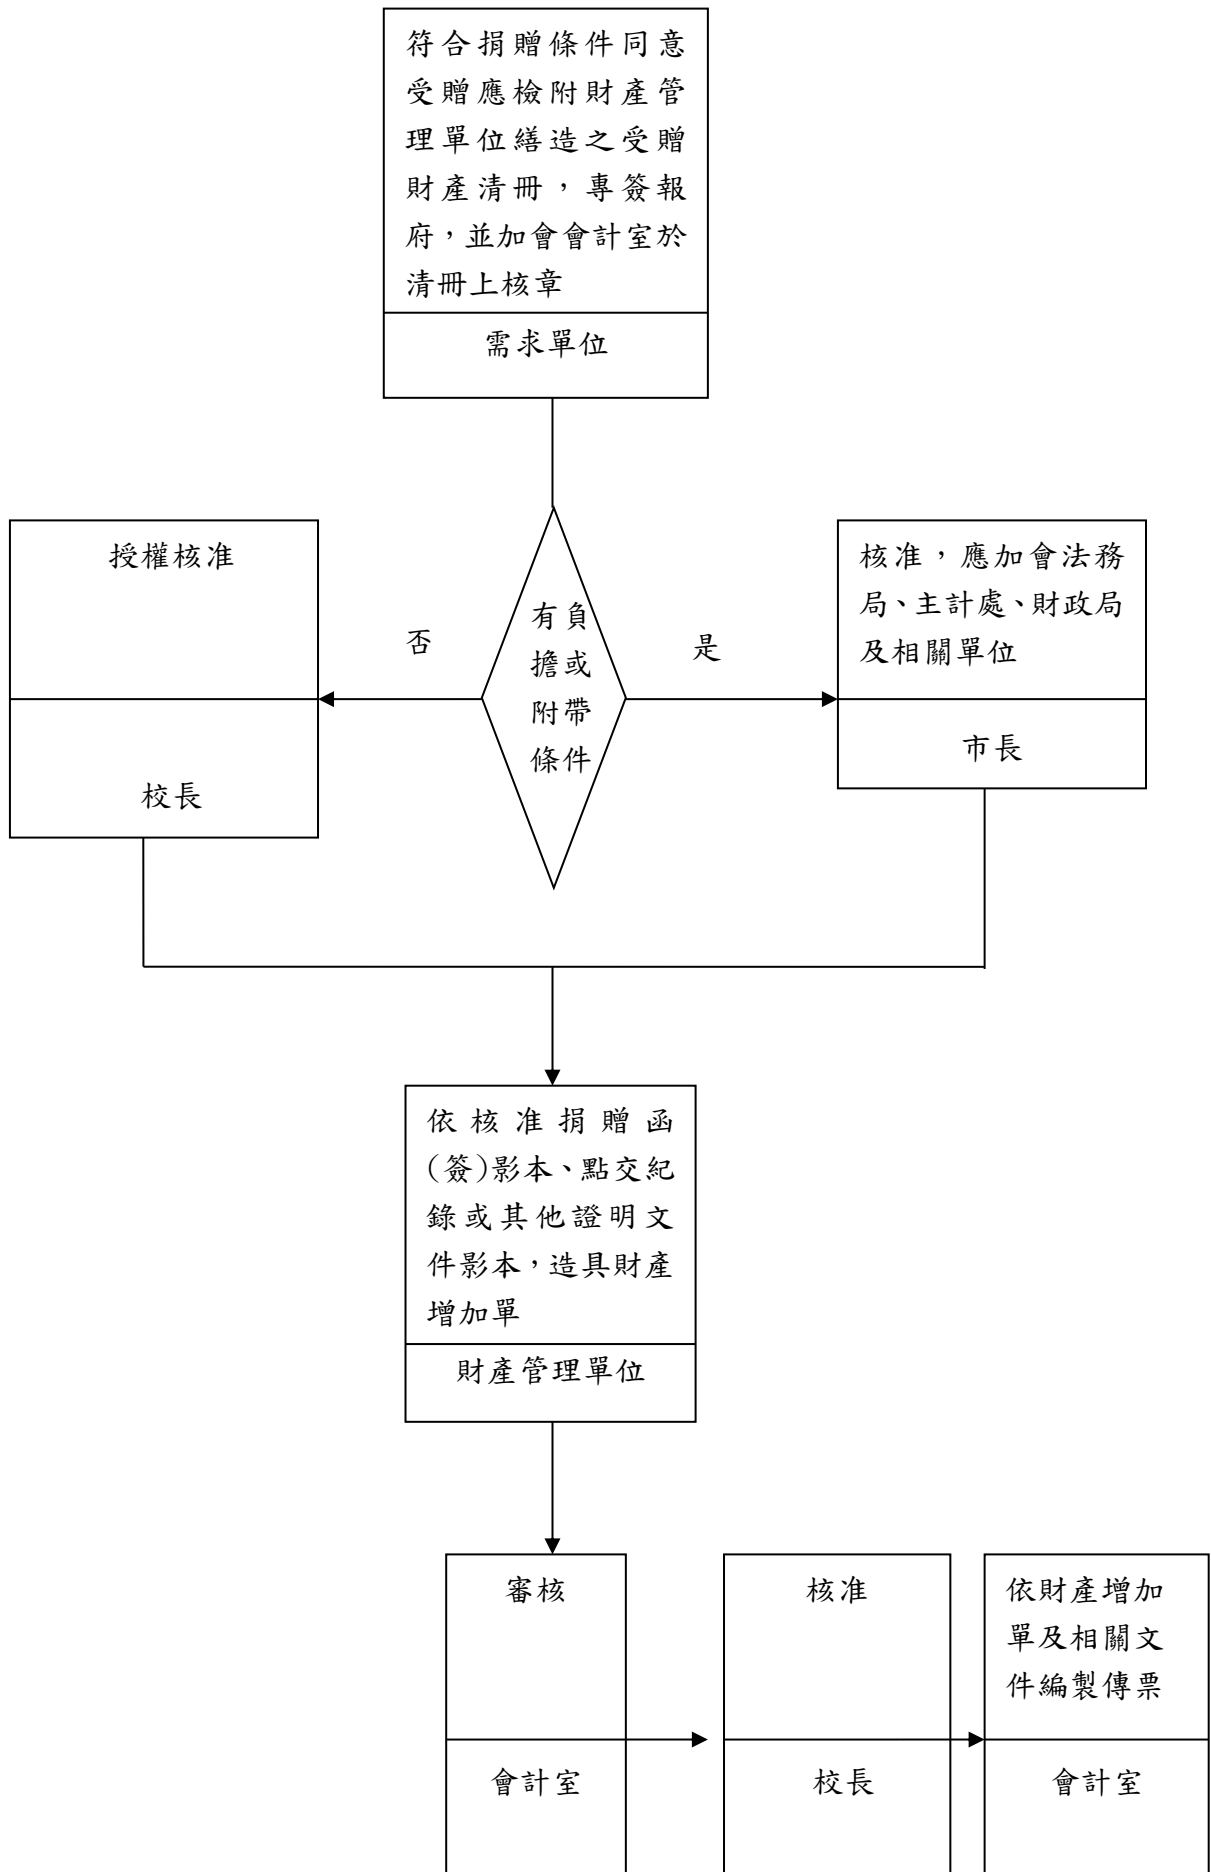 符合捐贈條件同意
受贈應檢附財產管
理單位繕造之受贈
財產清冊，專簽報
府，並加會會計室於
清冊上核章
需求單位
授權核准
校長
否
有負
擔或
附帶
條件
是
核准，應加會法務
局、主計處、財政局
及相關單位
市長
依核准捐贈函
(簽)影本、點交紀
錄或其他證明文
件影本，造具財產
增加單
財產管理單位
審核
會計室
核准
校長
依財產增加
單及相關文
件編製傳票
會計室